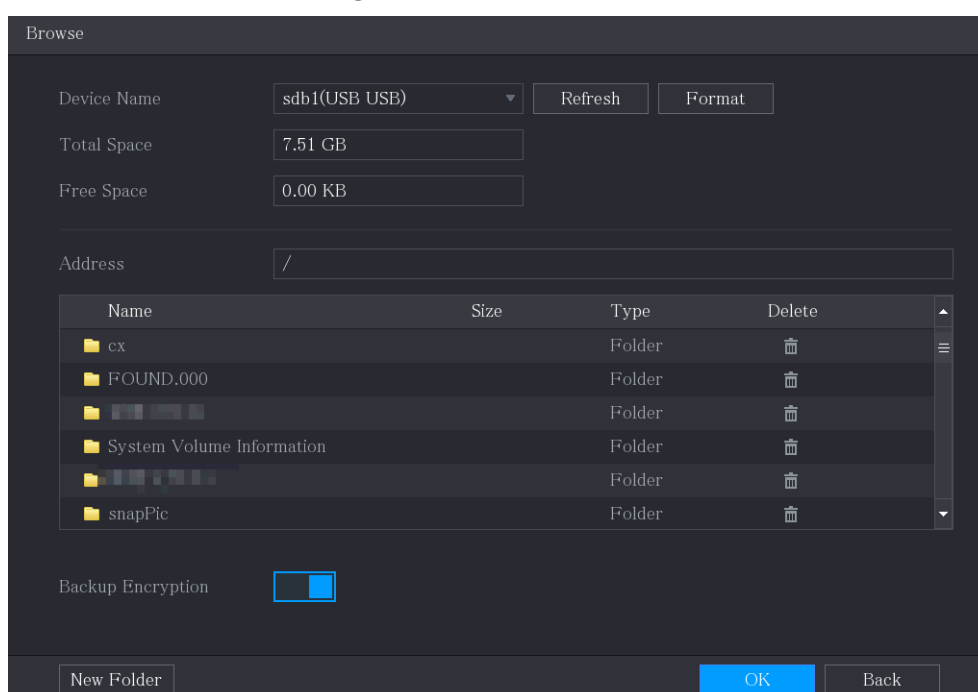 Browse
Device Name sdb1(USB USB) Refresh Format
Total Space 7.51 GB
Free Space 0.00 KB
Address /
Name Size Type Delete
cx Folder
FOUND.000 Folder
Folder
System Volume Information Folder
Folder
snapPic Folder
Backup Encryption
New Folder OK Back